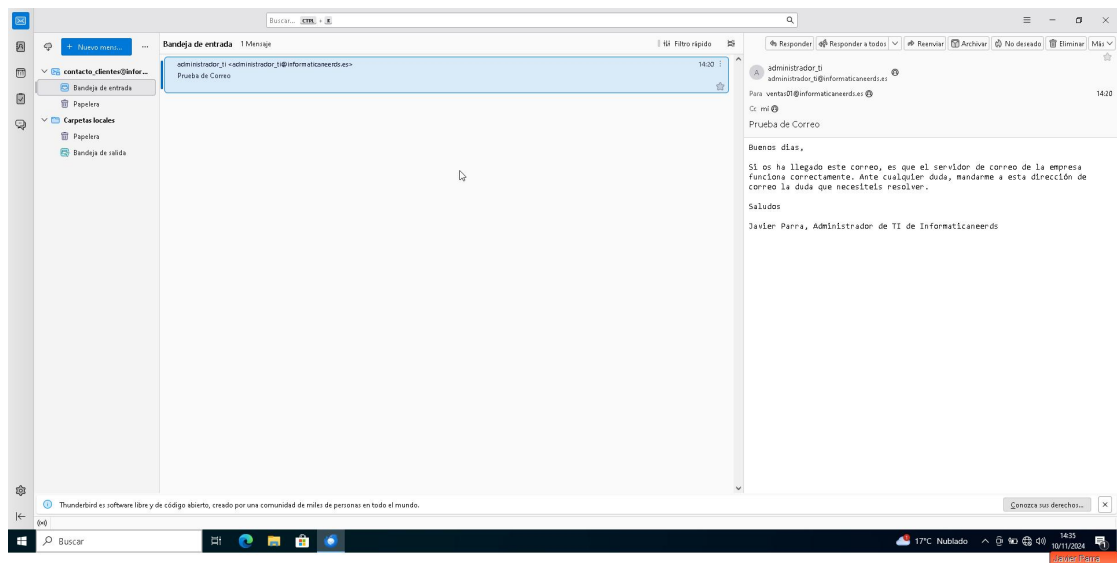 Buscar... CTRL + K
+ Nuevo mens... ...
Bandeja de entrada 1 Mensaje
Filtro rápido
Responder Responder a todos Reenviar Archivar No deseado Eliminar Más
contacto_clientes@infor...
Bandeja de entrada
Papelera
Carpetas locales
Papelera
Bandeja de salida
administrador_ti <administrador_ti@informaticaneerds.es> 14:20
Prueba de Correo
A administrador_ti
administrador_ti@informaticaneerds.es
Para ventas01@informaticaneerds.es 14:20
Cc mí
Prueba de Correo
Buenos días,
Si os ha llegado este correo, es que el servidor de correo de la empresa
funciona correctamente. Ante cualquier duda, mandarme a esta dirección de
correo la duda que necesiteis resolver.
Saludos
Javier Parra, Administrador de TI de Informaticaneerds
Thunderbird es software libre y de código abierto, creado por una comunidad de miles de personas en todo el mundo.
Conozca sus derechos...
Buscar
17°C Nublado
14:35
10/11/2024
Javier Parra